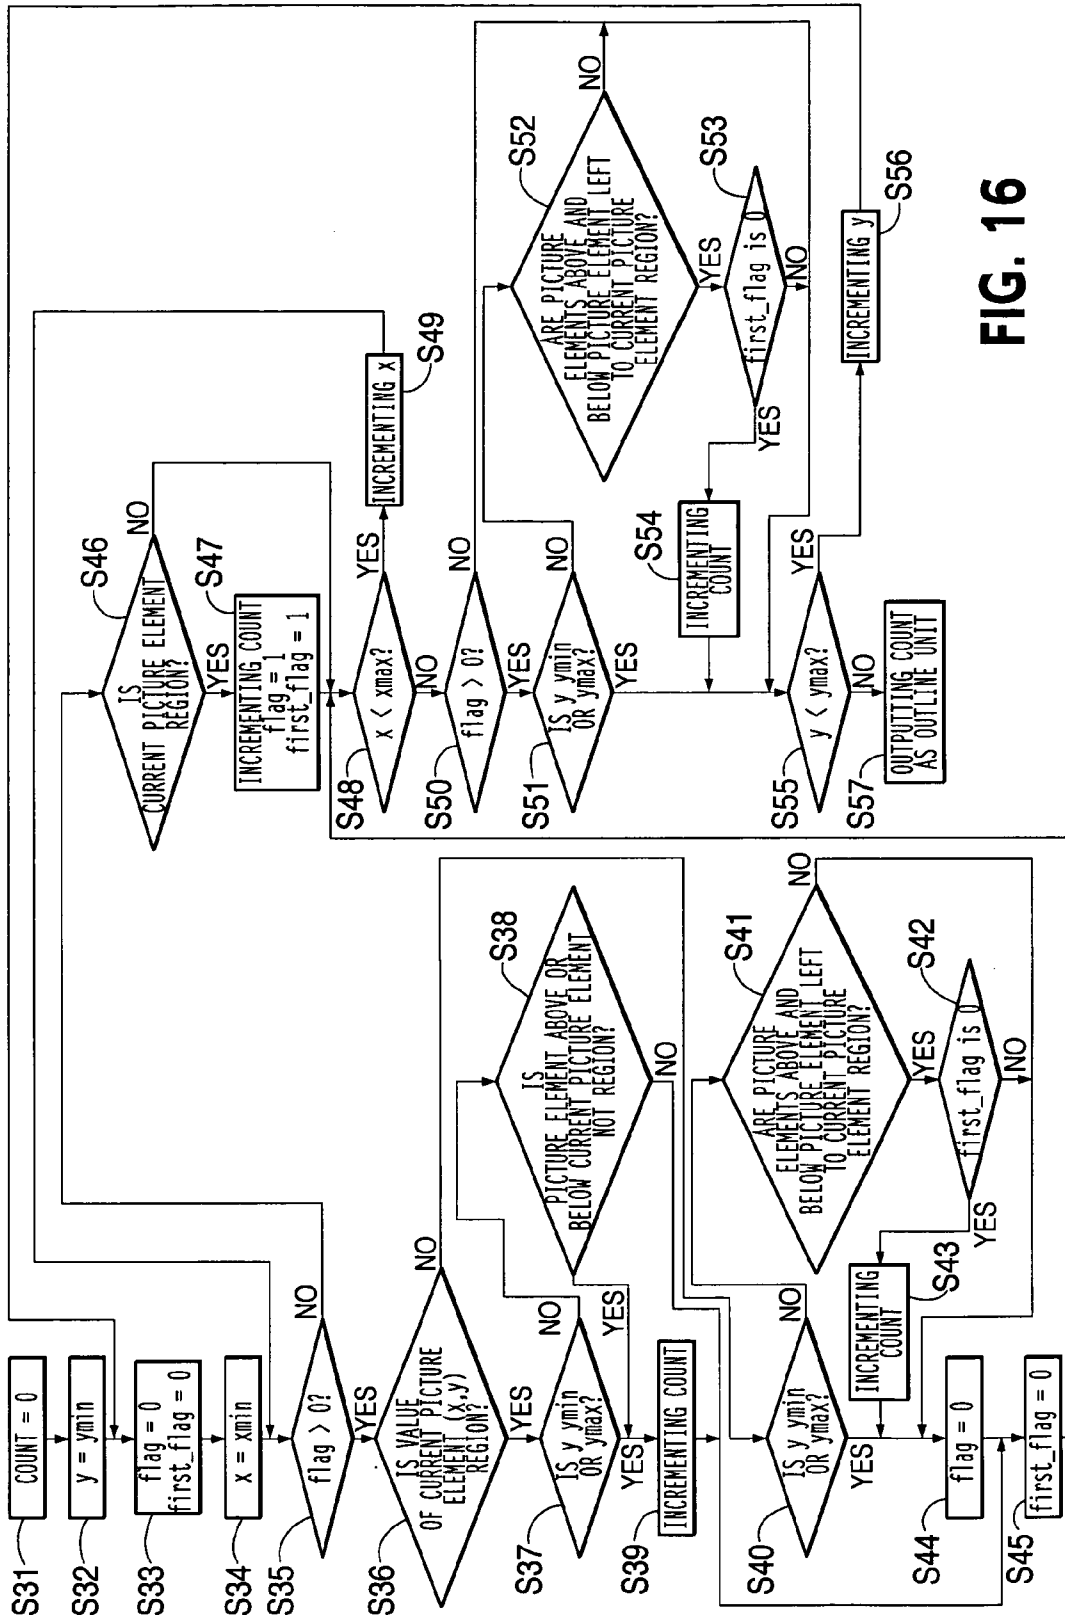 S31
COUNT = 0
S32
y = ymin
S33
flag = 0
first_flag = 0
S34
x = xmin
S35
flag > 0?
NO
YES
S36
IS VALUE
OF CURRENT PICTURE
ELEMENT (x,y)
REGION?
NO
YES
S37
IS y ymin
OR ymax?
NO
YES
S38
IS
PICTURE ELEMENT ABOVE OR
BELOW CURRENT PICTURE ELEMENT
NOT REGION?
NO
YES
S39
INCREMENTING COUNT
S40
IS y ymin
OR ymax?
NO
YES
S41
ARE PICTURE
ELEMENTS ABOVE AND
BELOW PICTURE ELEMENT LEFT
TO CURRENT PICTURE
ELEMENT REGION?
NO
YES
S42
first_flag is 0
NO
YES
S43
INCREMENTING
COUNT
S44
flag = 0
S45
first_flag = 0
S46
IS
CURRENT PICTURE ELEMENT
REGION?
NO
YES
S47
INCREMENTING COUNT
flag = 1
first_flag = 1
S48
x < xmax?
YES
NO
S49
INCREMENTING x
S50
flag > 0?
NO
YES
S51
IS y ymin
OR ymax?
NO
YES
S52
ARE PICTURE
ELEMENTS ABOVE AND
BELOW PICTURE ELEMENT LEFT
TO CURRENT PICTURE
ELEMENT REGION?
NO
YES
S53
first_flag is 0
NO
YES
S54
INCREMENTING
COUNT
S55
y < ymax?
YES
NO
S56
INCREMENTING y
S57
OUTPUTTING COUNT
AS OUTLINE UNIT
FIG. 16